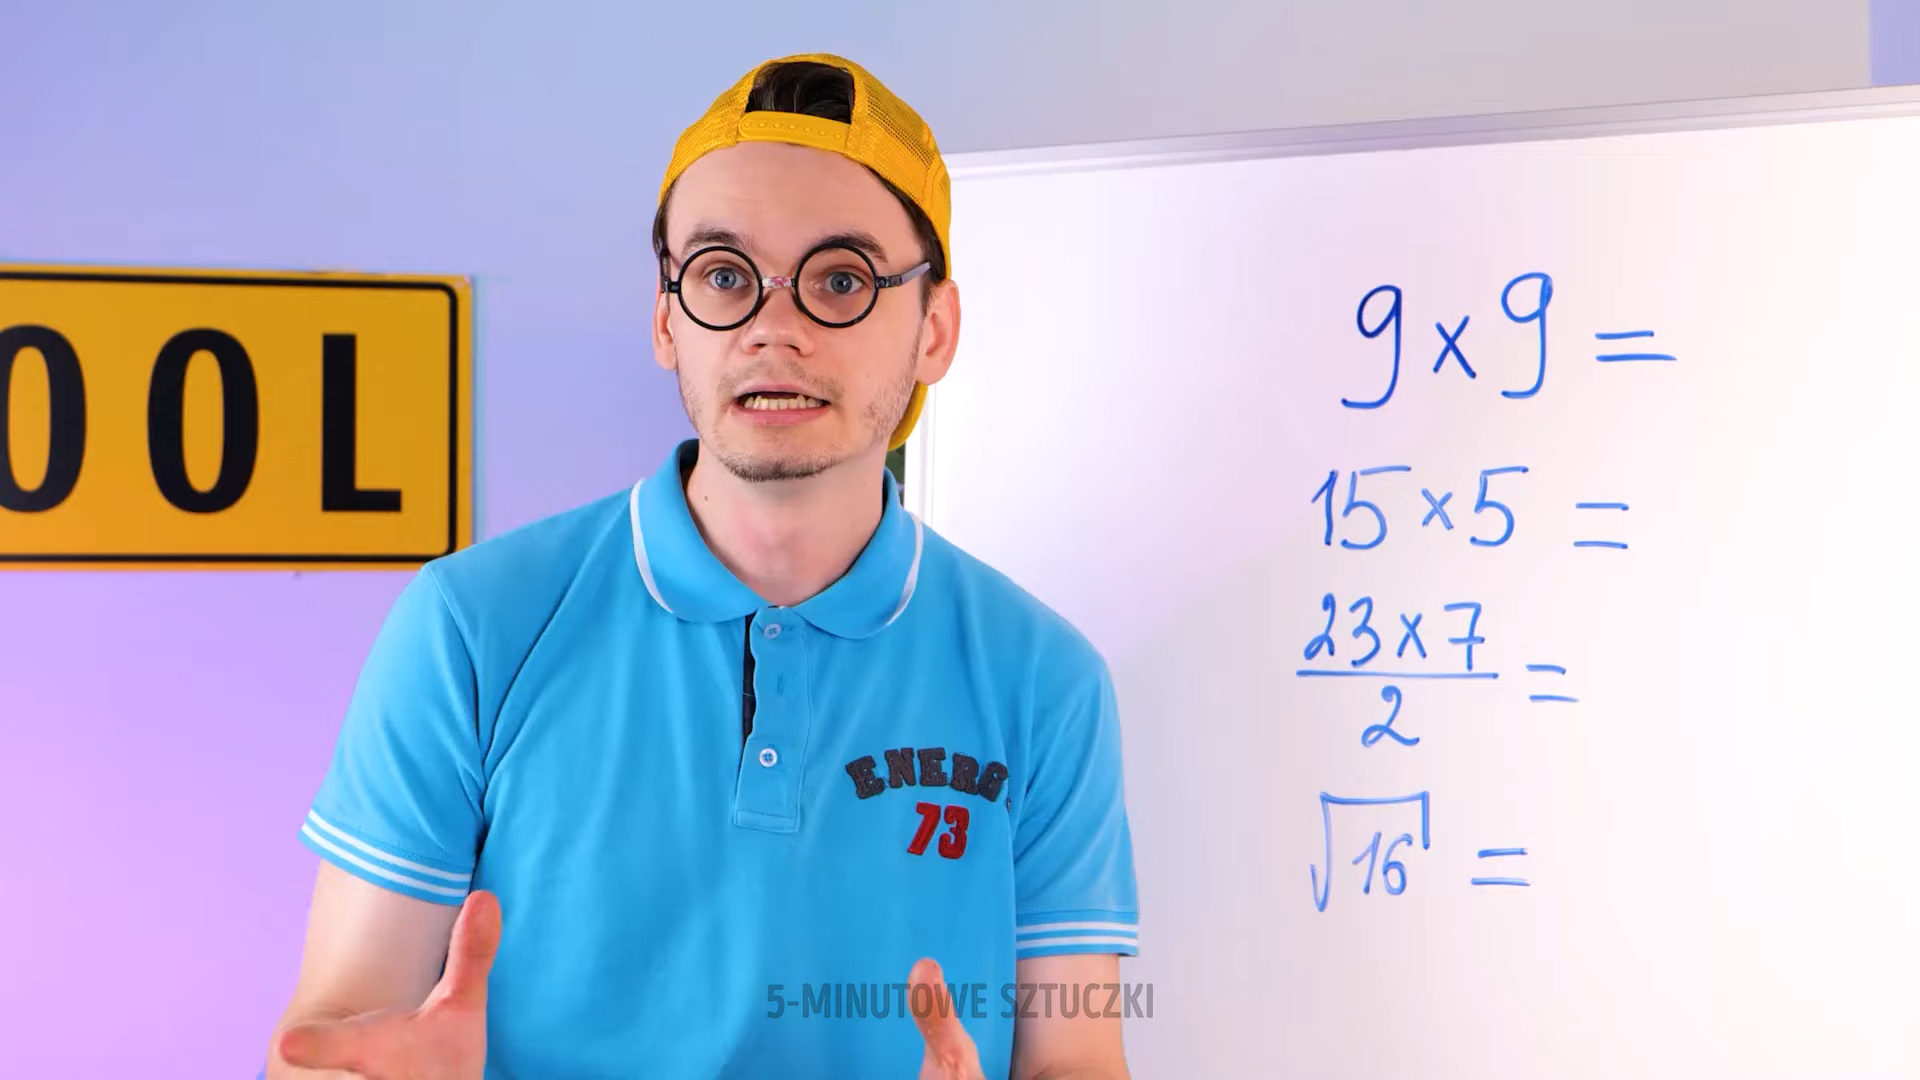 OOL
9 x 9 =
15 x 5 =
23 x 7
2
=
√16 =
ENERG
73
5-MINUTOWE SZTUCZKI